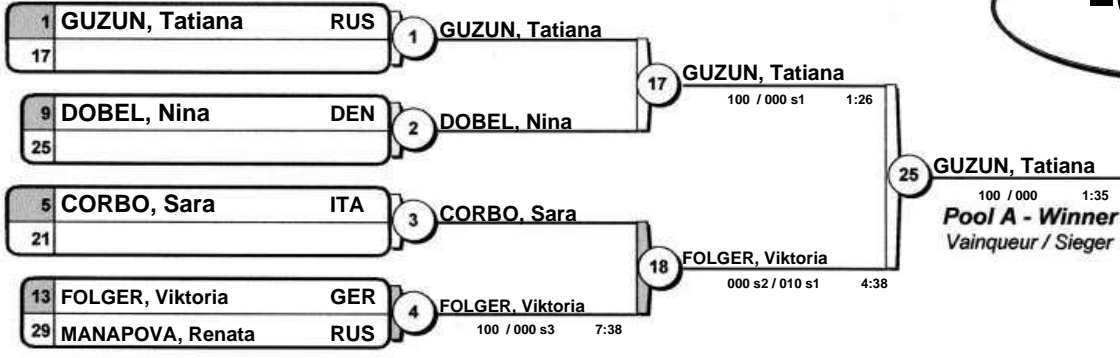 1 GUZUN, Tatiana RUS
17
1
GUZUN, Tatiana
9 DOBEL, Nina DEN
25
2
DOBEL, Nina
17
GUZUN, Tatiana
100 / 000 s1 1:26
5 CORBO, Sara ITA
21
3
CORBO, Sara
13 FOLGER, Viktoria GER
29 MANAPOVA, Renata RUS
4
FOLGER, Viktoria
100 / 000 s3 7:38
18
FOLGER, Viktoria
000 s2 / 010 s1 4:38
25
GUZUN, Tatiana
100 / 000 1:35
Pool A - Winner
Vainqueur / Sieger